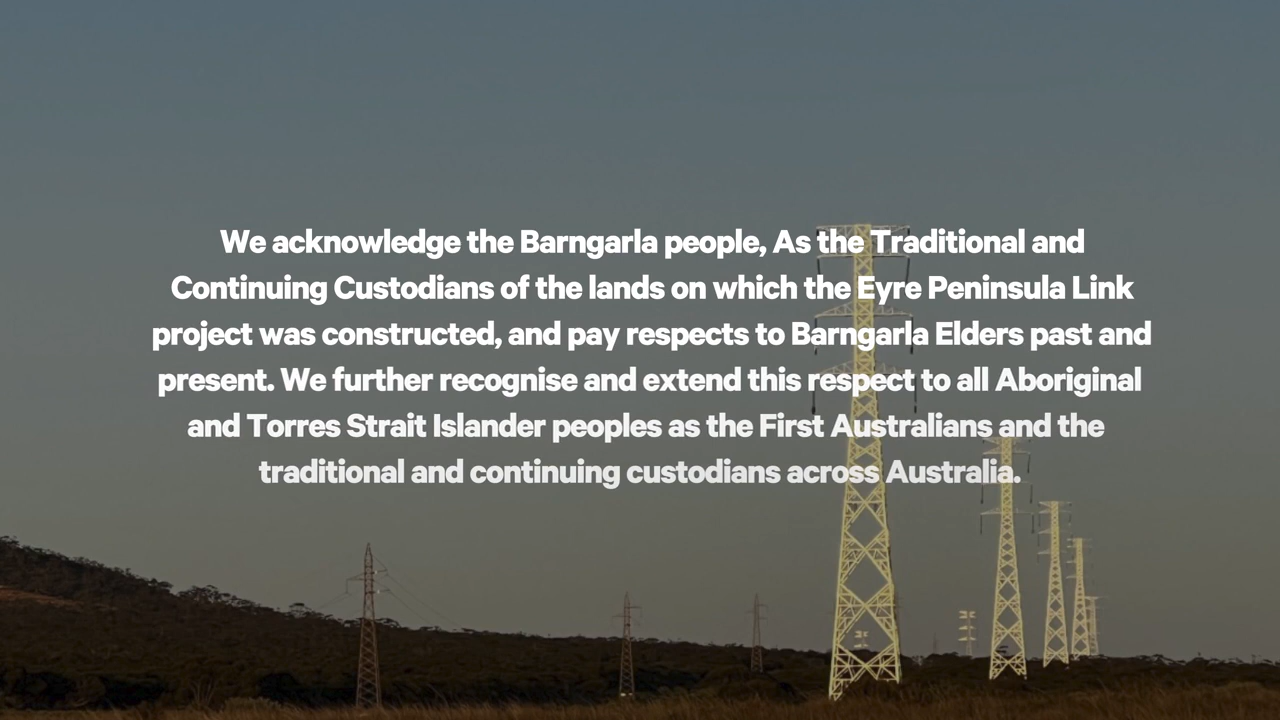 We acknowledge the Barngarla people, As the Traditional and
Continuing Custodians of the lands on which the Eyre Peninsula Link
project was constructed, and pay respects to Barngarla Elders past and
present. We further recognise and extend this respect to all Aboriginal
and Torres Strait Islander peoples as the First Australians and the
traditional and continuing custodians across Australia.